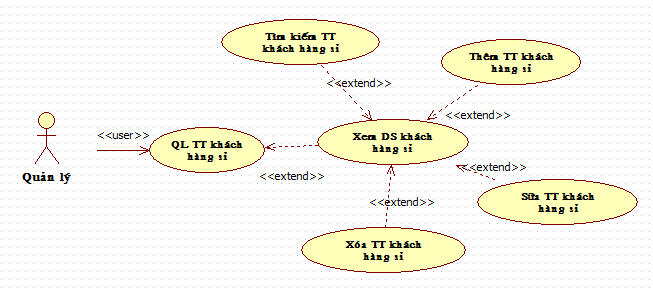 Tìm kiếm TT
khách hàng sỉ
Thêm TT khách
hàng sỉ
<<extend>>
<<extend>>
<<user>>
QL TT khách
hàng sỉ
Xem DS khách
hàng sỉ
<<extend>>
<<extend>>
Quản lý
<<extend>>
Sửa TT khách
hàng sỉ
Xóa TT khách
hàng sỉ